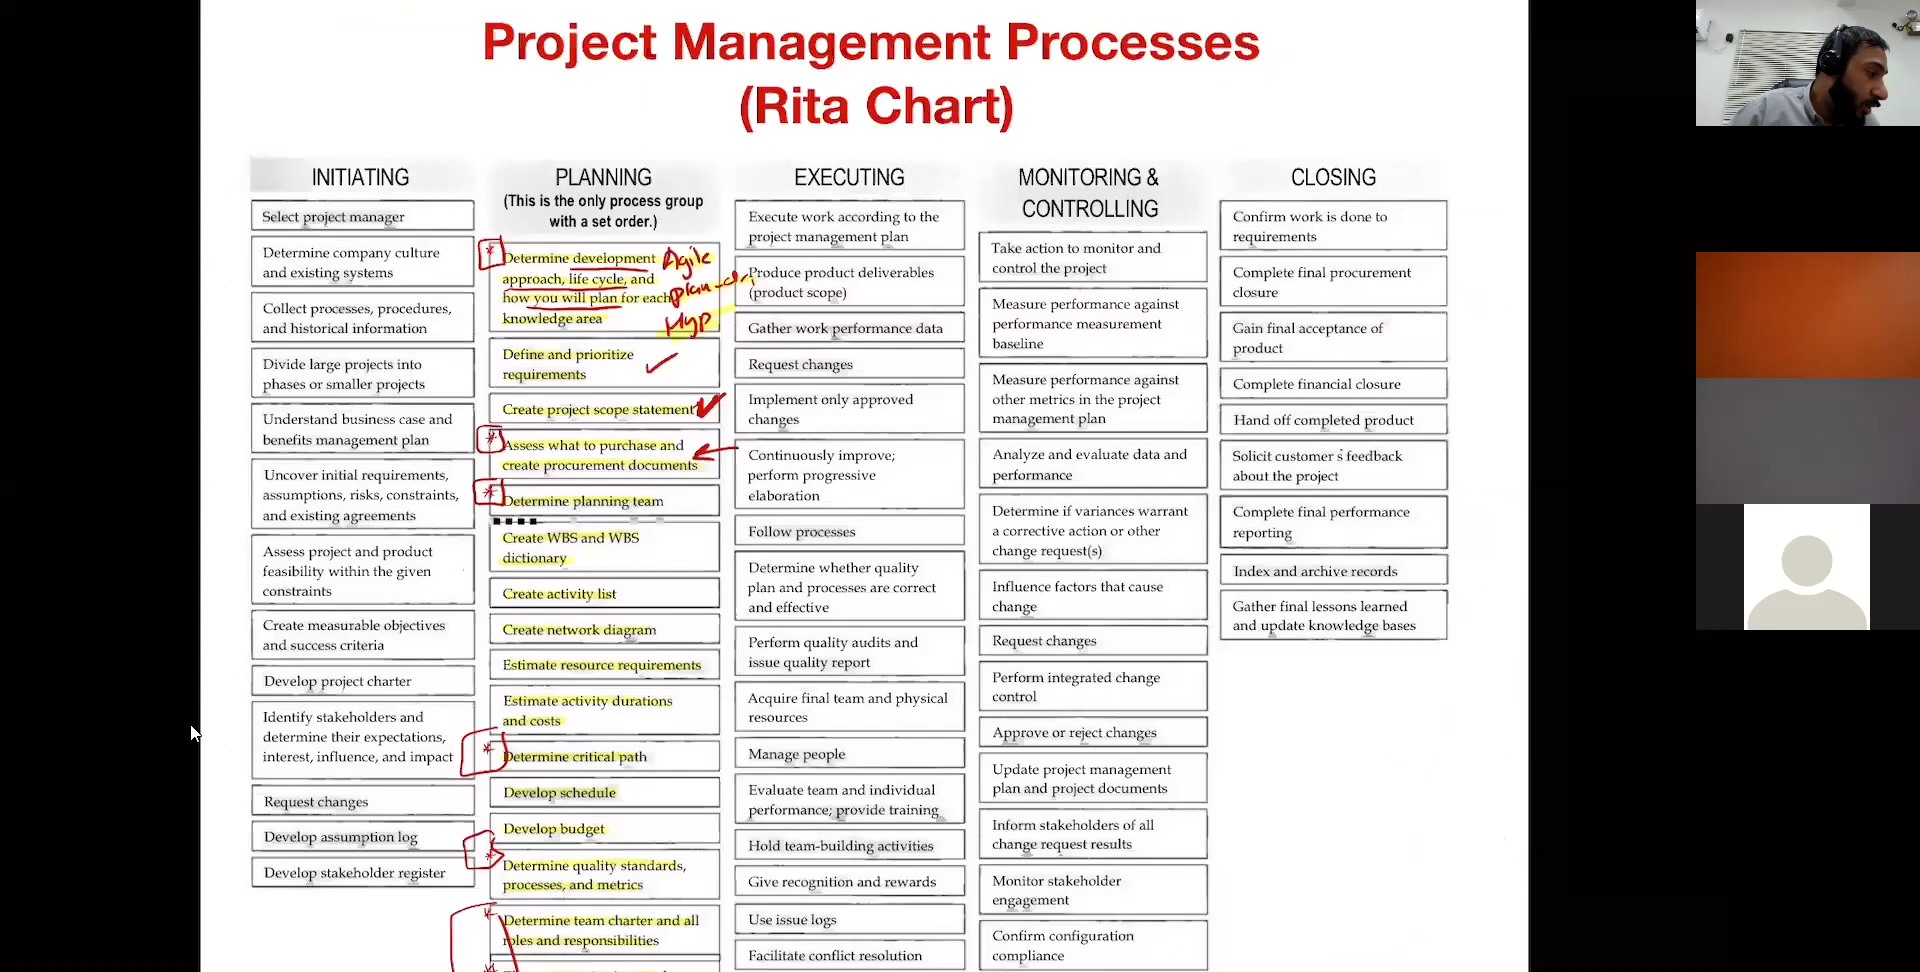 Project Management Processes
(Rita Chart)
INITIATING
Select project manager
Determine company culture
and existing systems
Collect processes, procedures,
and historical information
Divide large projects into
phases or smaller projects
Understand business case and
benefits management plan
Uncover initial requirements,
assumptions, risks, constraints,
and existing agreements
Assess project and product
feasibility within the given
constraints
Create measurable objectives
and success criteria
Develop project charter
Identify stakeholders and
determine their expectations,
interest, influence, and impact
Request changes
Develop assumption log
Develop stakeholder register
PLANNING
(This is the only process group
with a set order.)
* Determine development Agile
approach, life cycle, and
how you will plan for each plan-dri
knowledge area Hyp
Define and prioritize
requirements
Create project scope statement
* Assess what to purchase and
create procurement documents
* Determine planning team
Create WBS and WBS
dictionary
Create activity list
Create network diagram
Estimate resource requirements
Estimate activity durations
and costs
* Determine critical path
Develop schedule
Develop budget
* Determine quality standards,
processes, and metrics
* Determine team charter and all
roles and responsibilities
*
EXECUTING
Execute work according to the
project management plan
Produce product deliverables
(product scope)
Gather work performance data
Request changes
Implement only approved
changes
Continuously improve;
perform progressive
elaboration
Follow processes
Determine whether quality
plan and processes are correct
and effective
Perform quality audits and
issue quality report
Acquire final team and physical
resources
Manage people
Evaluate team and individual
performance; provide training
Hold team-building activities
Give recognition and rewards
Use issue logs
Facilitate conflict resolution
MONITORING &
CONTROLLING
Take action to monitor and
control the project
Measure performance against
performance measurement
baseline
Measure performance against
other metrics in the project
management plan
Analyze and evaluate data and
performance
Determine if variances warrant
a corrective action or other
change request(s)
Influence factors that cause
change
Request changes
Perform integrated change
control
Approve or reject changes
Update project management
plan and project documents
Inform stakeholders of all
change request results
Monitor stakeholder
engagement
Confirm configuration
compliance
CLOSING
Confirm work is done to
requirements
Complete final procurement
closure
Gain final acceptance of
product
Complete financial closure
Hand off completed product
Solicit customer's feedback
about the project
Complete final performance
reporting
Index and archive records
Gather final lessons learned
and update knowledge bases